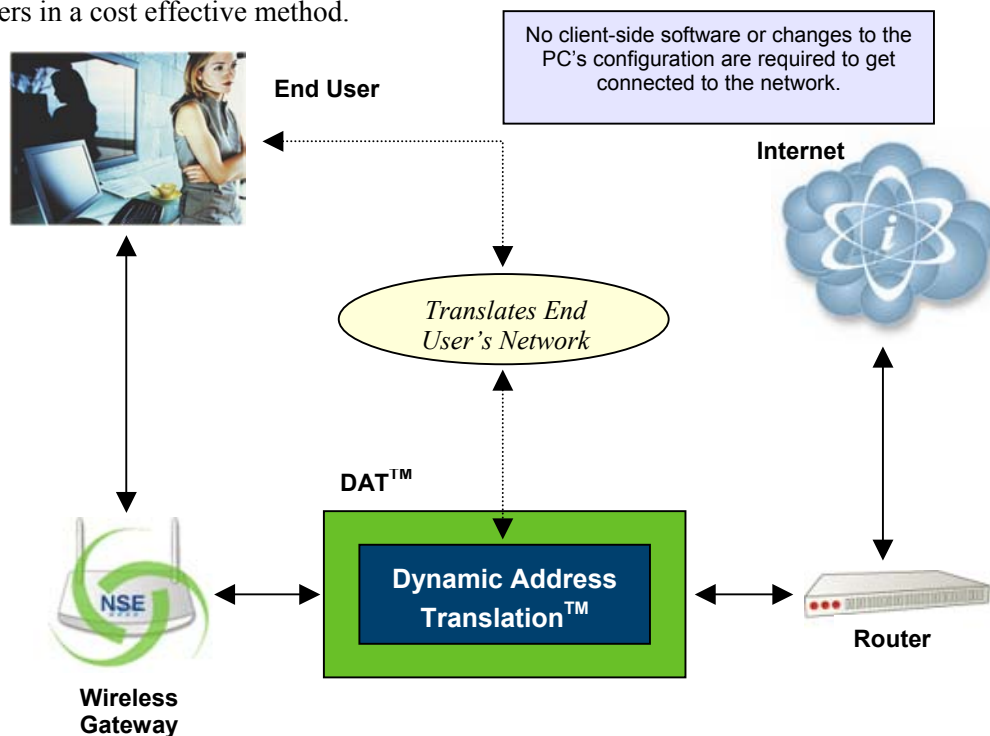 ers in a cost effective method.
No client-side software or changes to the
PC's configuration are required to get
connected to the network.
End User
Internet
i
Translates End
User's Network
DAT™
Dynamic Address
Translation™
NSE
Router
Wireless
Gateway